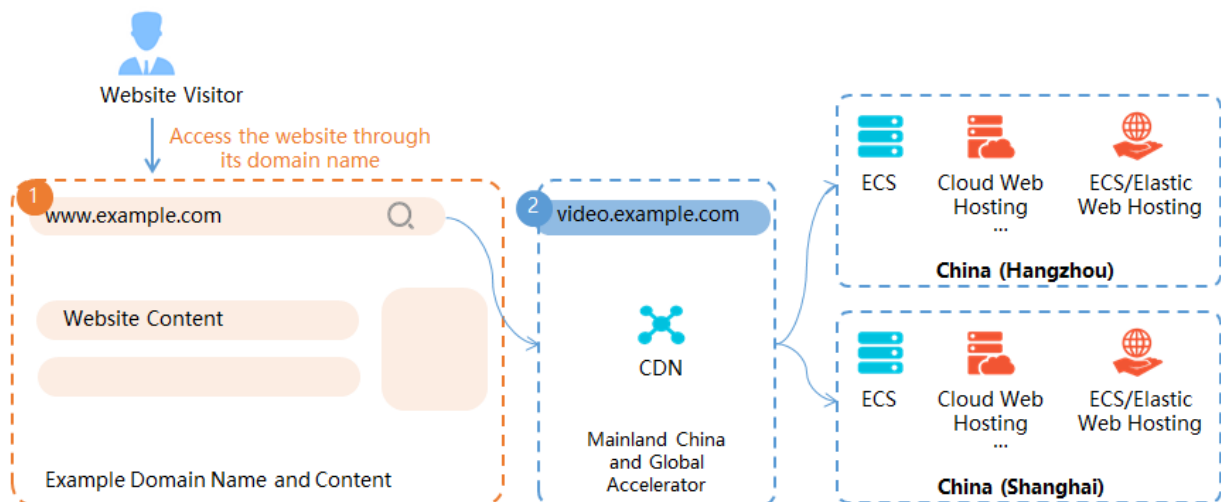 Website Visitor
Access the website through
its domain name
1
www.example.com
Website Content
Example Domain Name and Content
2
video.example.com
CDN
Mainland China
and Global
Accelerator
ECS
Cloud Web
Hosting
...
ECS/Elastic
Web Hosting
China (Hangzhou)
ECS
Cloud Web
Hosting
...
ECS/Elastic
Web Hosting
China (Shanghai)